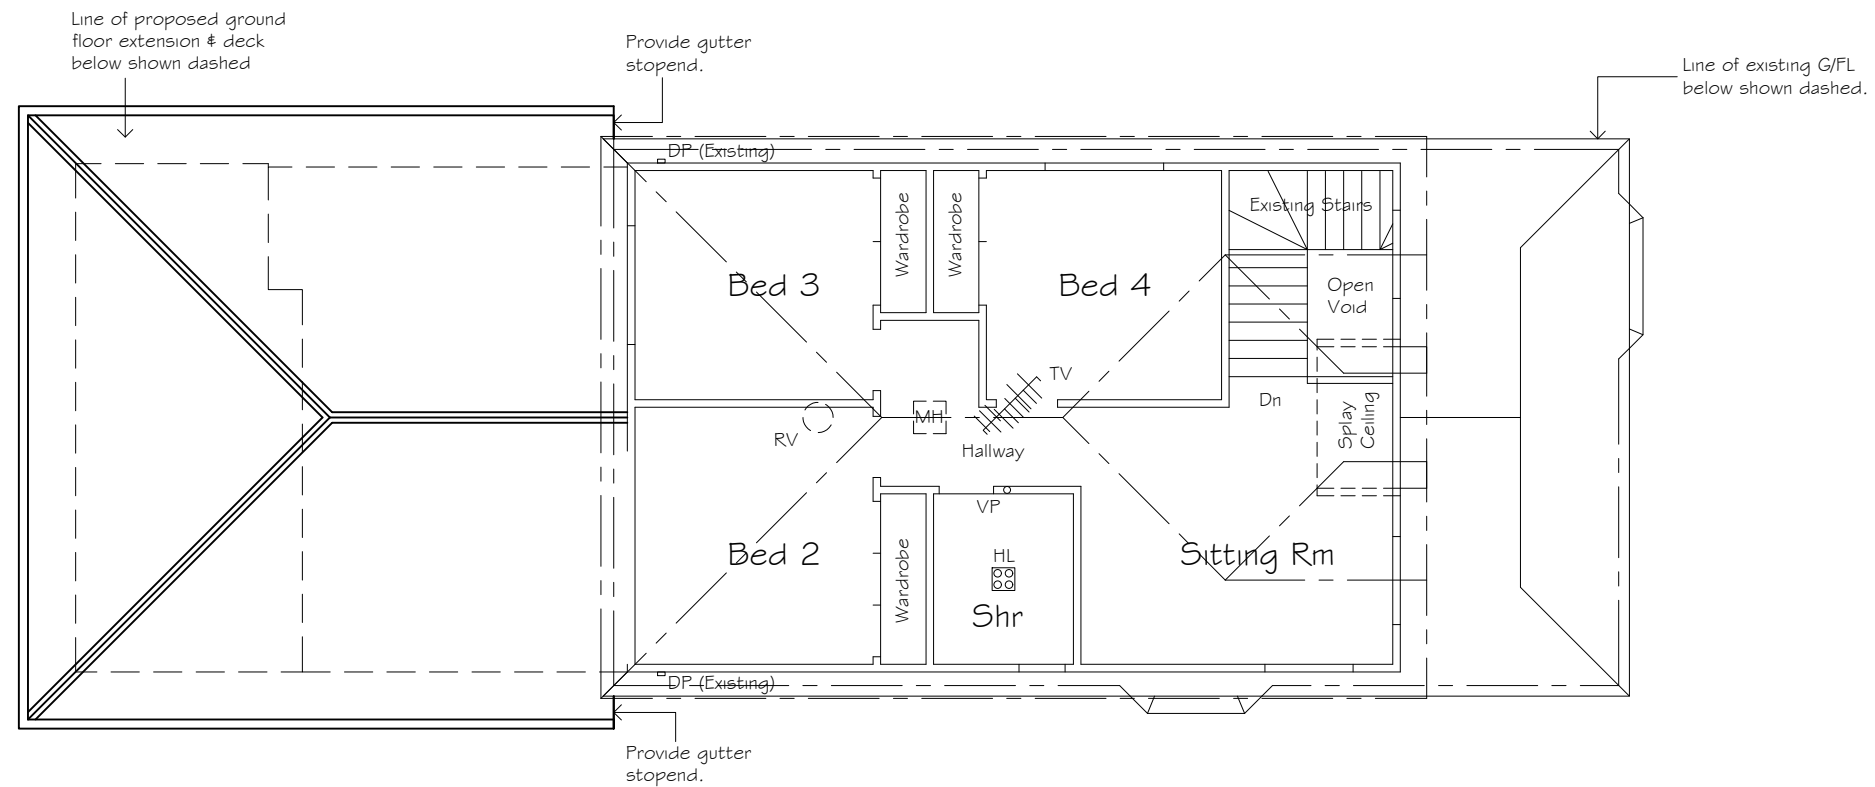 Line of proposed ground
floor extension & deck
below shown dashed
Provide gutter
stopend.
Line of existing G/FL
below shown dashed.
DP (Existing)
Wardrobe
Wardrobe
Existing Stairs
Bed 3
Bed 4
Open
Void
TV
Dn
Splay
Ceiling
MH
RV
Hallway
VP
Bed 2
Wardrobe
HL
Shr
Sitting Rm
DP (Existing)
Provide gutter
stopend.